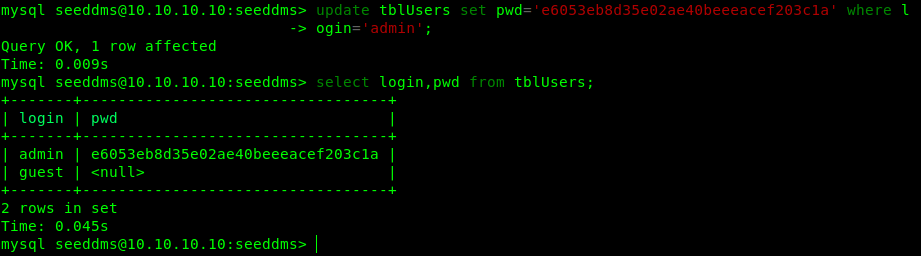 mysql seeddms@10.10.10.10:seeddms> update tblUsers set pwd='e6053eb8d35e02ae40beeeacef203c1a' where l
-> ogin='admin';
Query OK, 1 row affected
Time: 0.009s
mysql seeddms@10.10.10.10:seeddms> select login,pwd from tblUsers;
+-------+----------------------------------+
| login | pwd                              |
+-------+----------------------------------+
| admin | e6053eb8d35e02ae40beeeacef203c1a |
| guest | <null>                           |
+-------+----------------------------------+
2 rows in set
Time: 0.045s
mysql seeddms@10.10.10.10:seeddms>